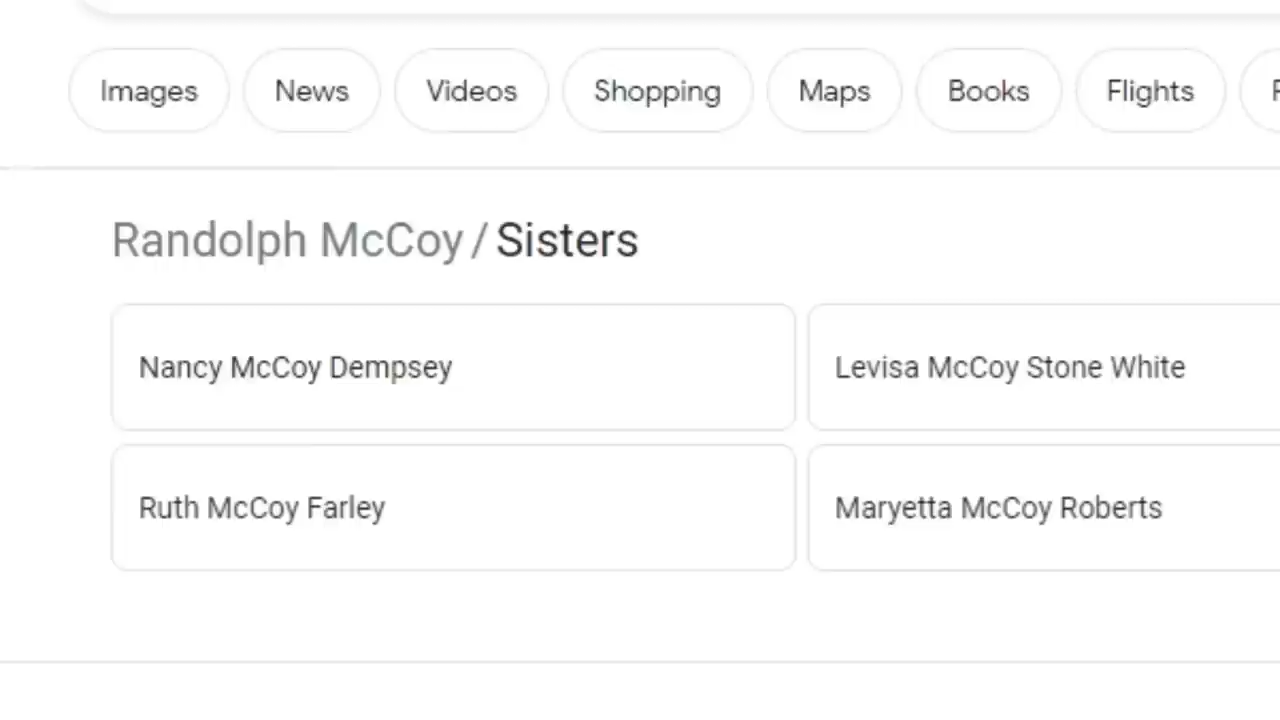 Images News Videos Shopping Maps Books Flights
Randolph McCoy / Sisters
Nancy McCoy Dempsey
Levisa McCoy Stone White
Ruth McCoy Farley
Maryetta McCoy Roberts